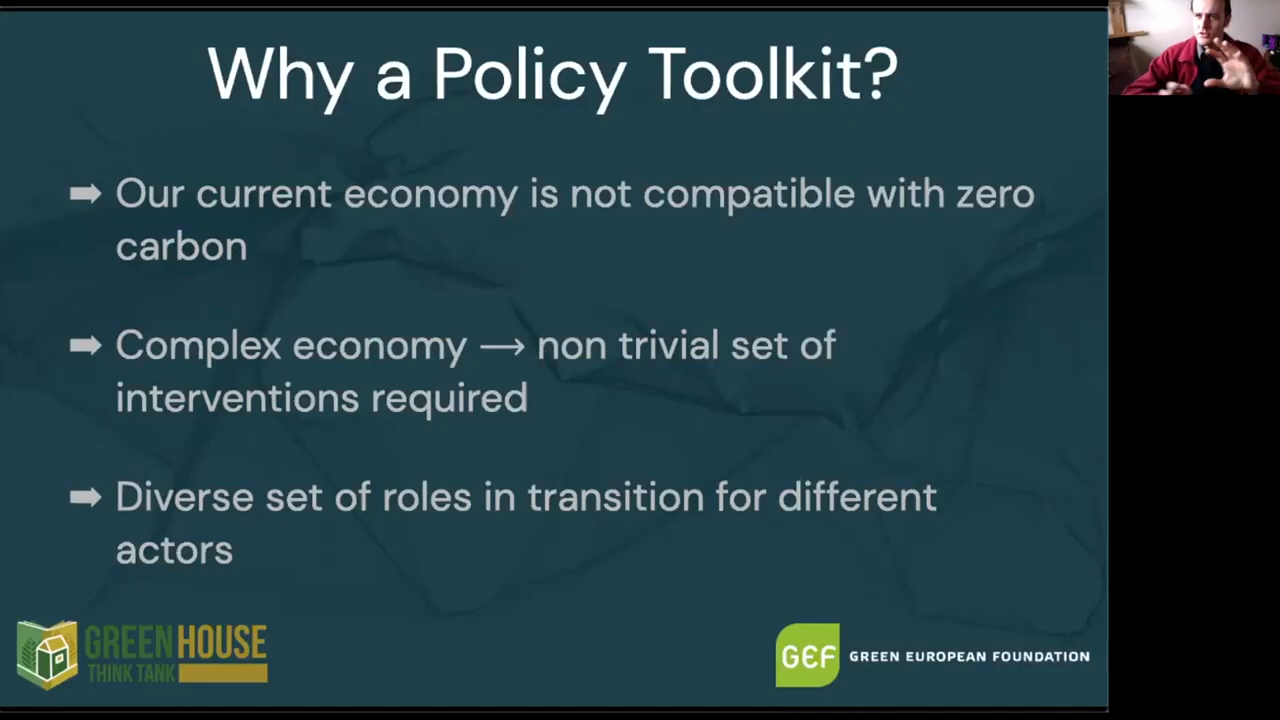 Why a Policy Toolkit?
➡ Our current economy is not compatible with zero
carbon
➡ Complex economy → non trivial set of
interventions required
➡ Diverse set of roles in transition for different
actors
GREEN HOUSE
THINK TANK
GEF GREEN EUROPEAN FOUNDATION